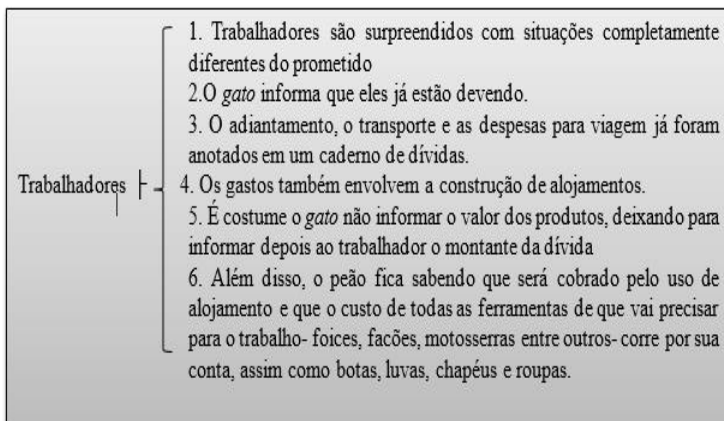 1. Trabalhadores são surpreendidos com situações completamente
diferentes do prometido
2.O gato informa que eles já estão devendo.
3. O adiantamento, o transporte e as despesas para viagem já foram
anotados em um caderno de dívidas.
Trabalhadores
4. Os gastos também envolvem a construção de alojamentos.
5. É costume o gato não informar o valor dos produtos, deixando para
informar depois ao trabalhador o montante da dívida
6. Além disso, o peão fica sabendo que será cobrado pelo uso de
alojamento e que o custo de todas as ferramentas de que vai precisar
para o trabalho- foices, facões, motosserras entre outros- corre por sua
conta, assim como botas, luvas, chapéus e roupas.